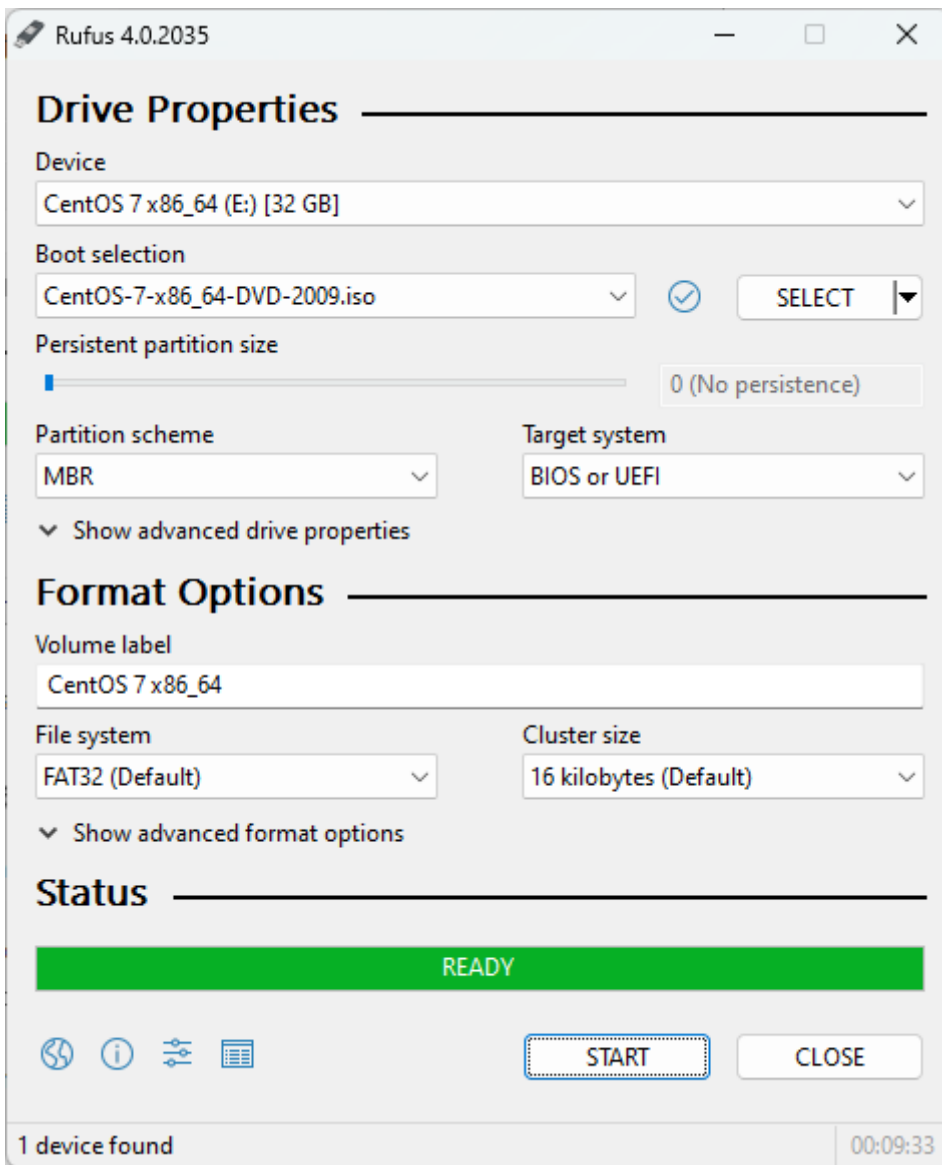 Rufus 4.0.2035
Drive Properties
Device
CentOS 7 x86_64 (E:) [32 GB]
Boot selection
CentOS-7-x86_64-DVD-2009.iso
SELECT
Persistent partition size
0 (No persistence)
Partition scheme
Target system
MBR
BIOS or UEFI
Show advanced drive properties
Format Options
Volume label
CentOS 7 x86_64
File system
Cluster size
FAT32 (Default)
16 kilobytes (Default)
Show advanced format options
Status
READY
START
CLOSE
1 device found
00:09:33